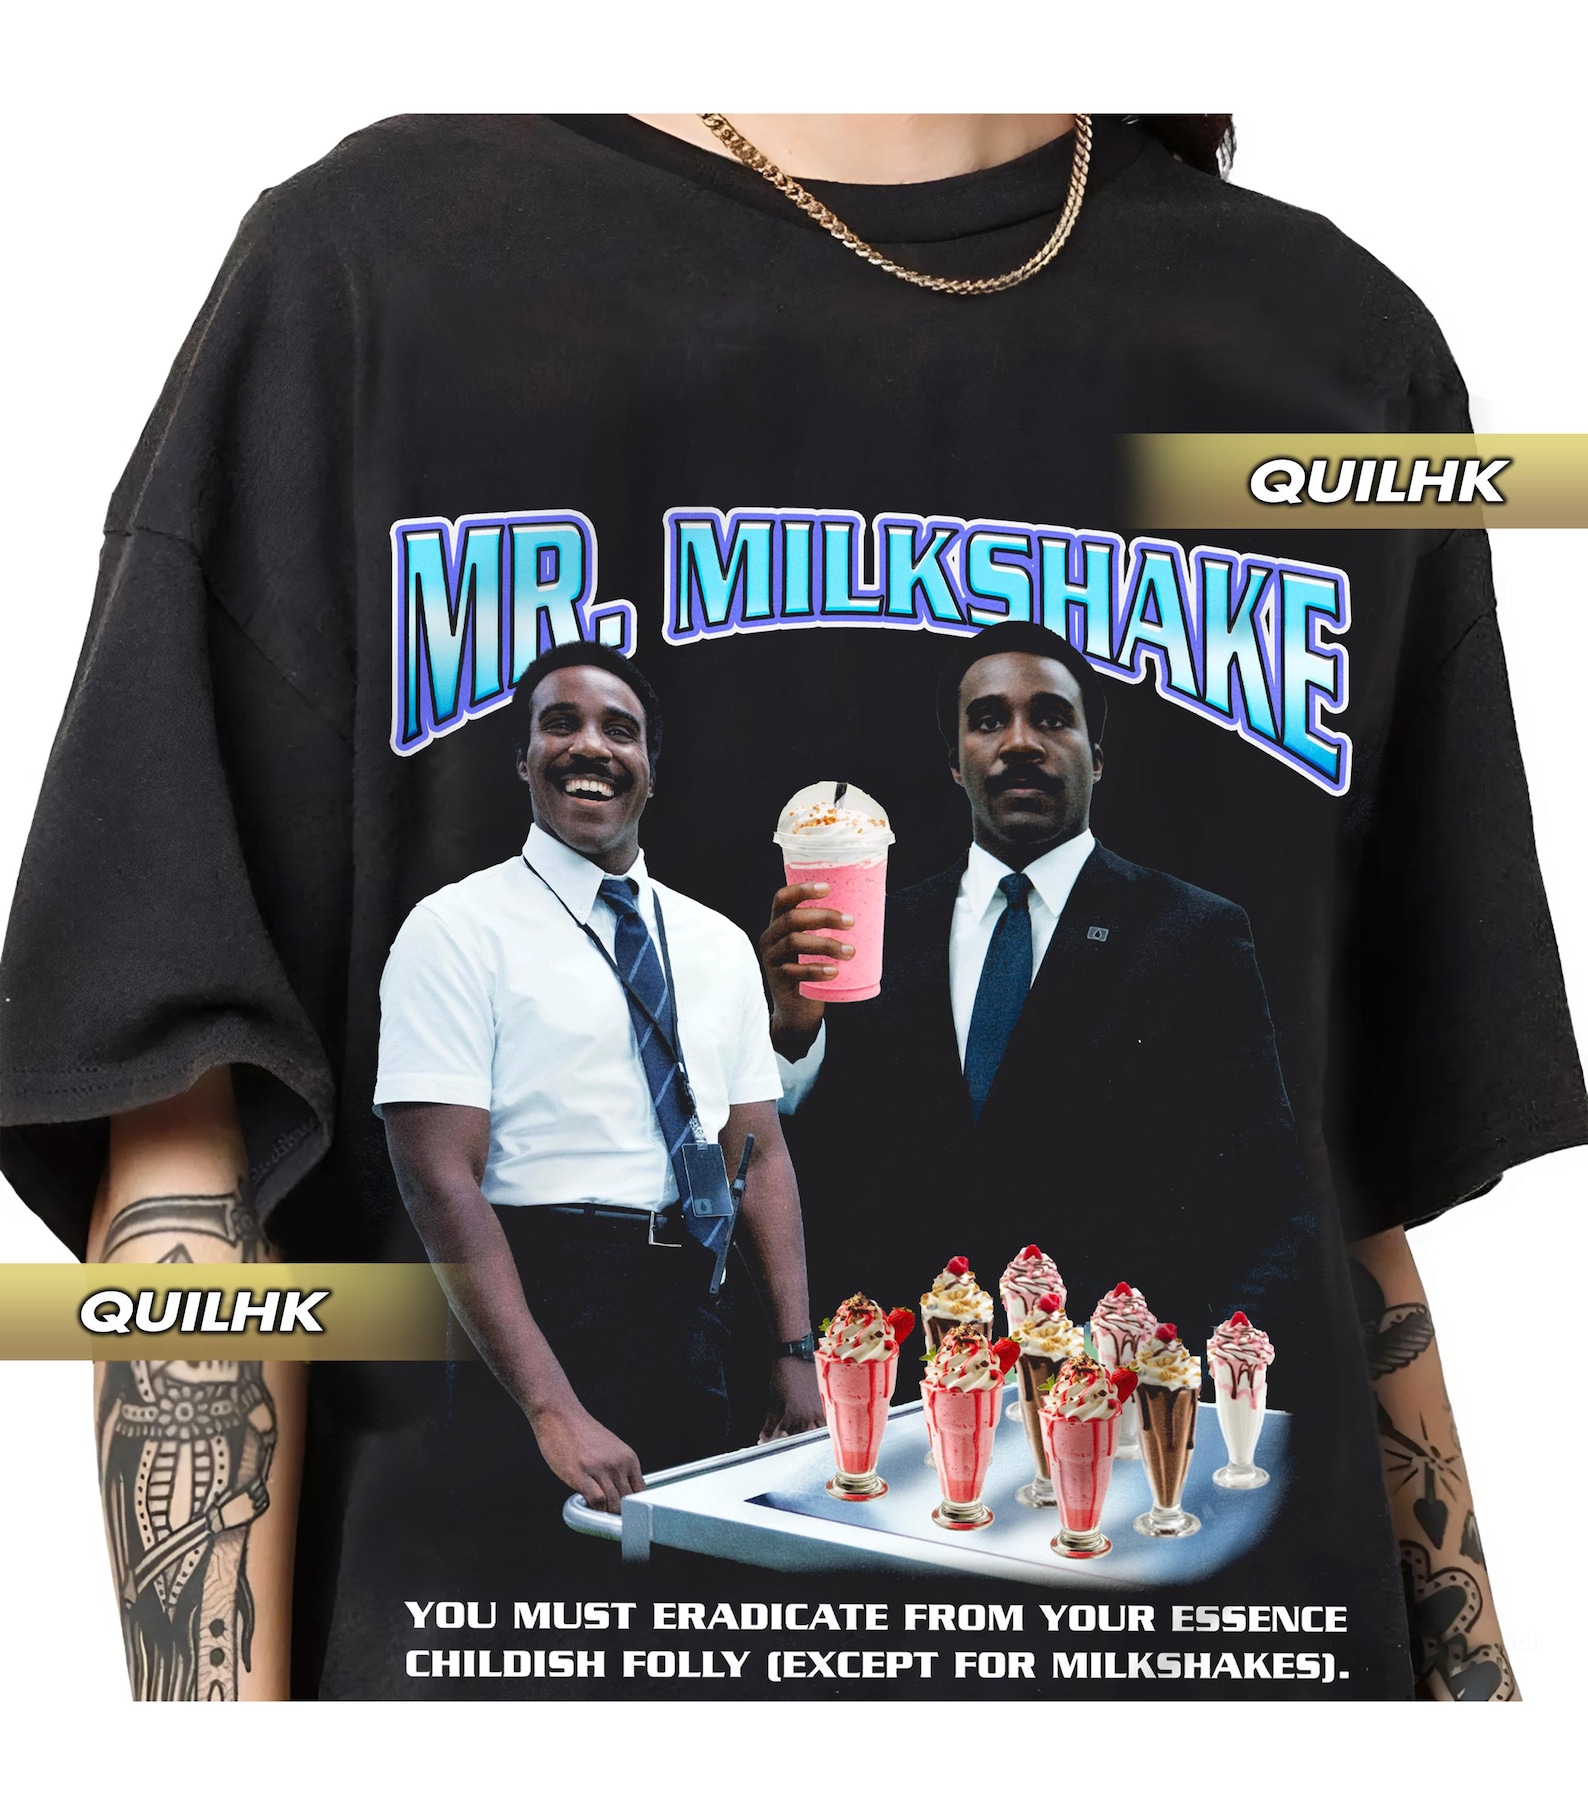 QUILHK
MR. MILKSHAKE
QUILHK
YOU MUST ERADICATE FROM YOUR ESSENCE
CHILDISH FOLLY (EXCEPT FOR MILKSHAKES).